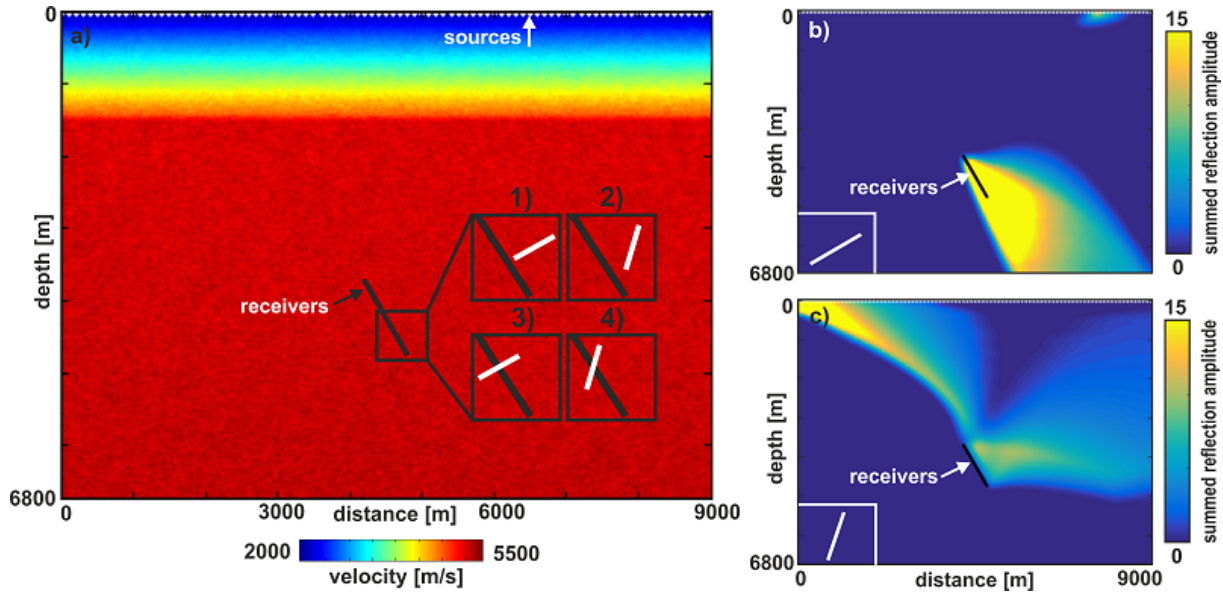 a)
sources
depth [m]
receivers
1)
2)
3)
4)
6800
0
3000
6000
9000
distance [m]
2000
5500
velocity [m/s]
b)
0
depth [m]
receivers
6800
15
0
summed reflection amplitude
c)
0
depth [m]
receivers
6800
0
9000
distance [m]
15
0
summed reflection amplitude
0